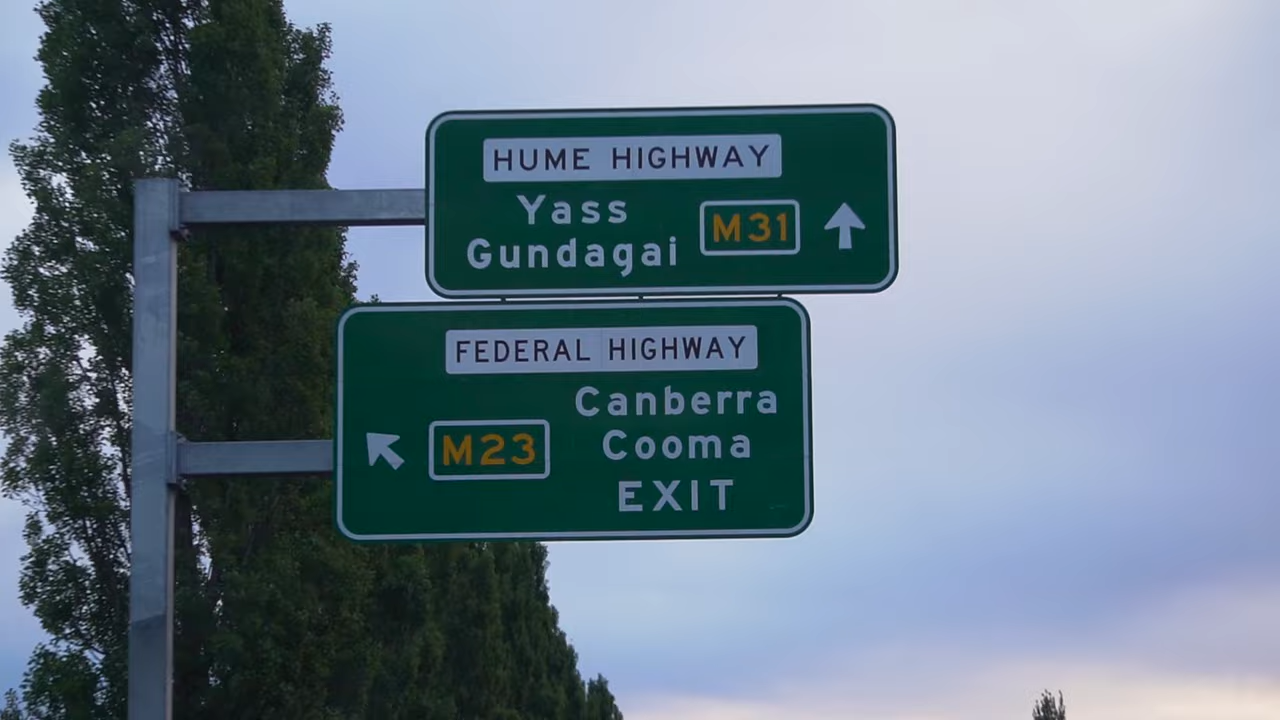 HUME HIGHWAY
Yass
Gundagai
M31
FEDERAL HIGHWAY
M23
Canberra
Cooma
EXIT